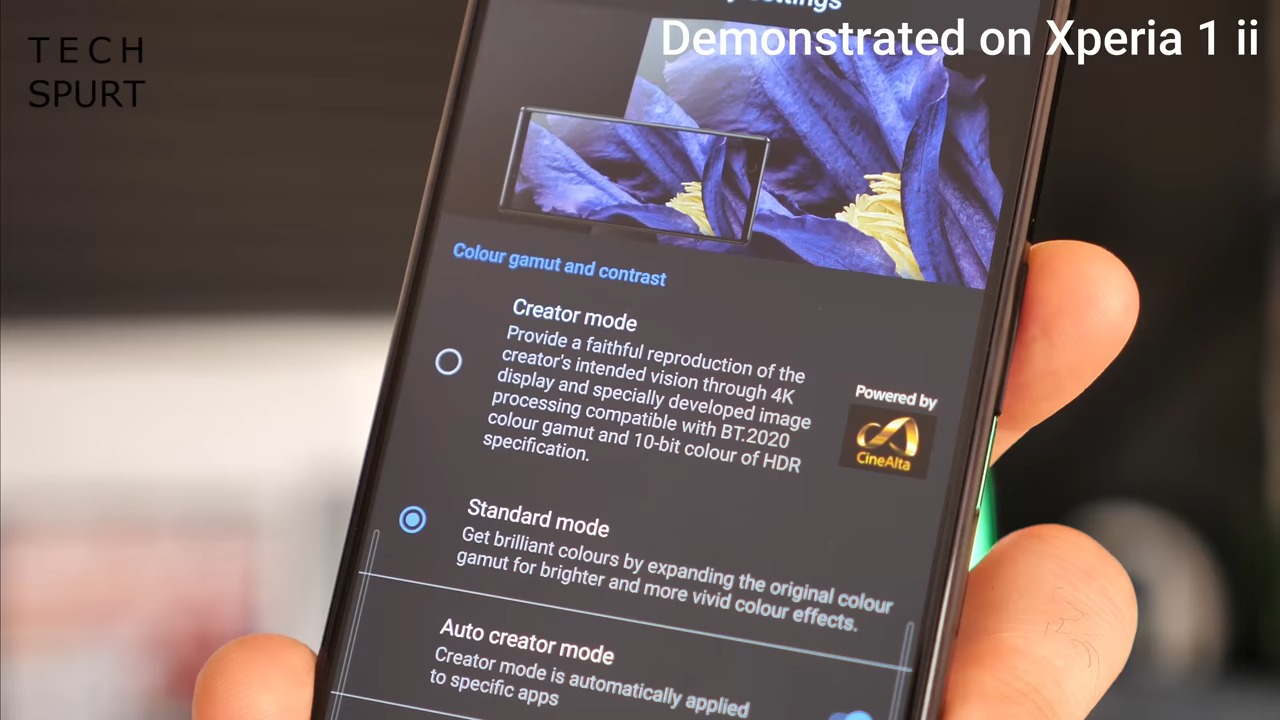 TECH
SPURT
Demonstrated on Xperia 1 ii
settings
Colour gamut and contrast
Creator mode
Provide a faithful reproduction of the
creator's intended vision through 4K
display and specially developed image
processing compatible with BT.2020
colour gamut and 10-bit colour of HDR
specification.
Powered by
CineAlta
Standard mode
Get brilliant colours by expanding the original colour
gamut for brighter and more vivid colour effects.
Auto creator mode
Creator mode is automatically applied
to specific apps